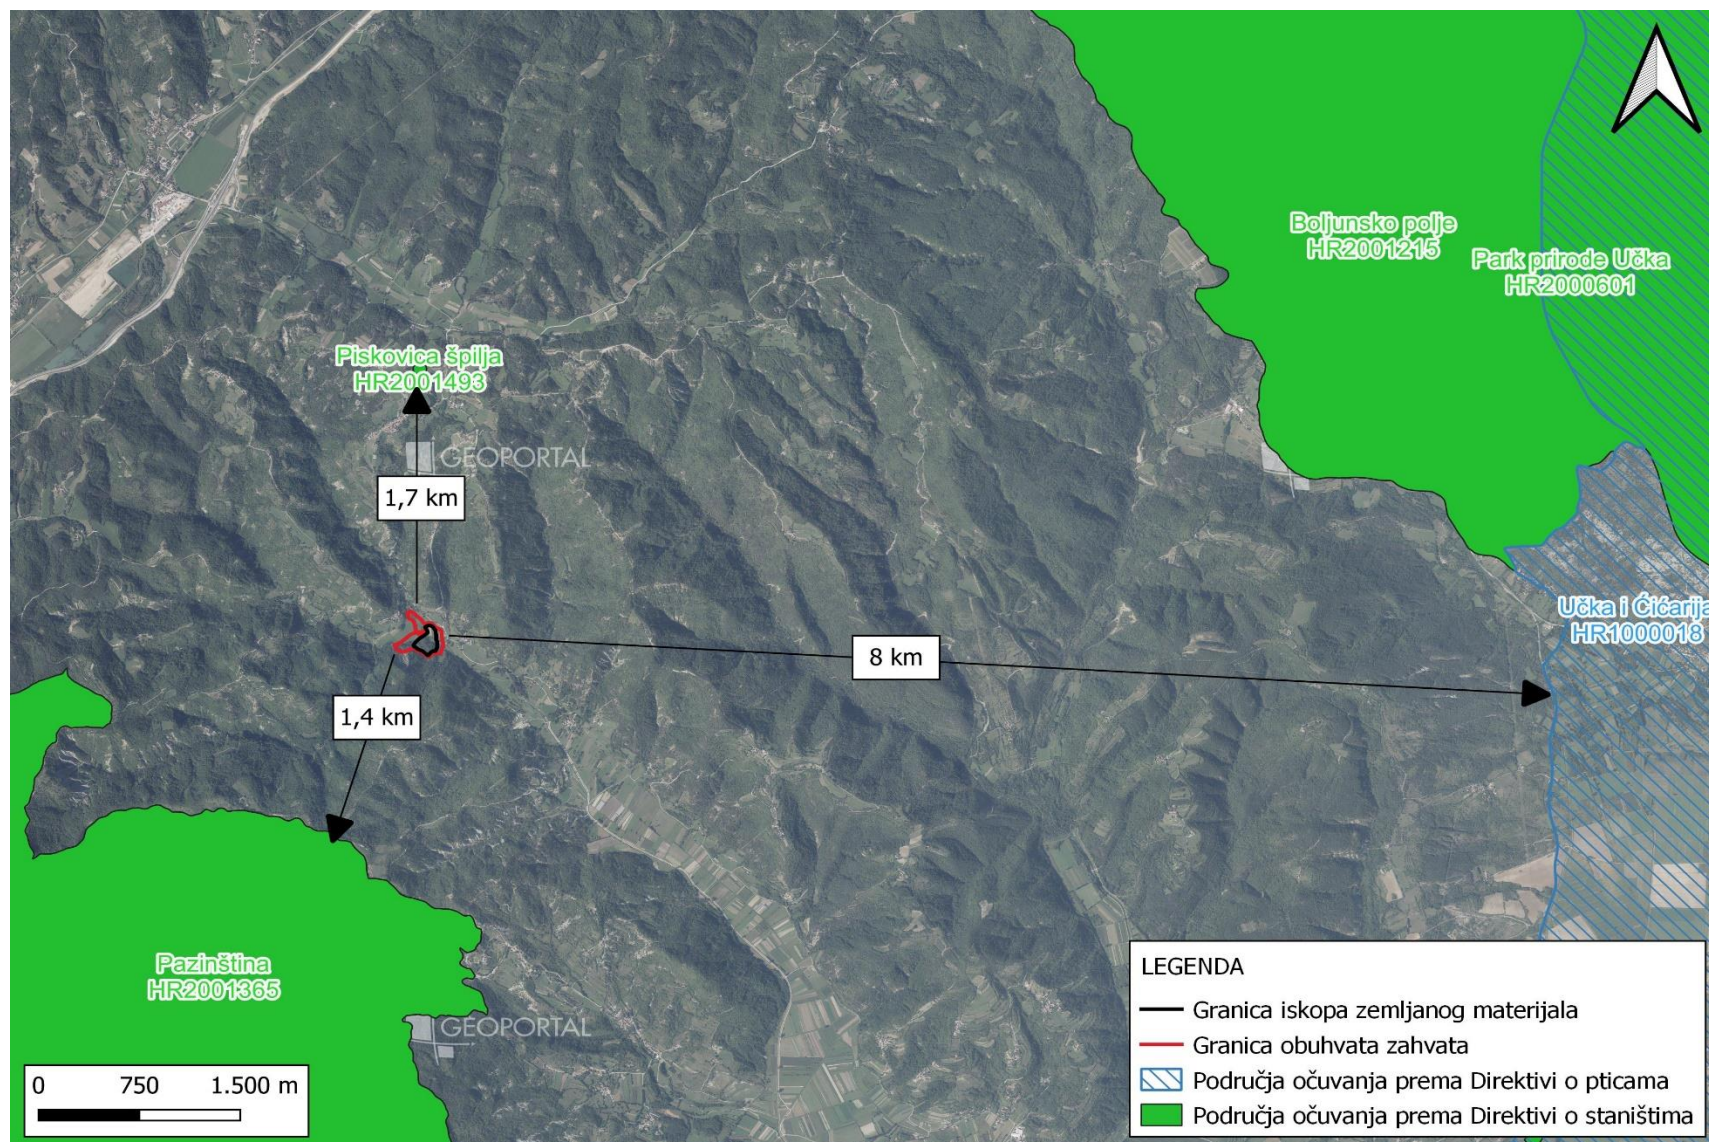 Boljunsko polje
HR2001215
Park prirode Učka
HR2000601
Piskovica špilja
HR2001493
GEOPORTAL
1,7 km
Učka i Ćićarija
HR1000018
8 km
1,4 km
Pazinština
HR2001365
GEOPORTAL
LEGENDA
Granica iskopa zemljanog materijala
Granica obuhvata zahvata
Područja očuvanja prema Direktivi o pticama
Područja očuvanja prema Direktivi o staništima
0 750 1.500 m